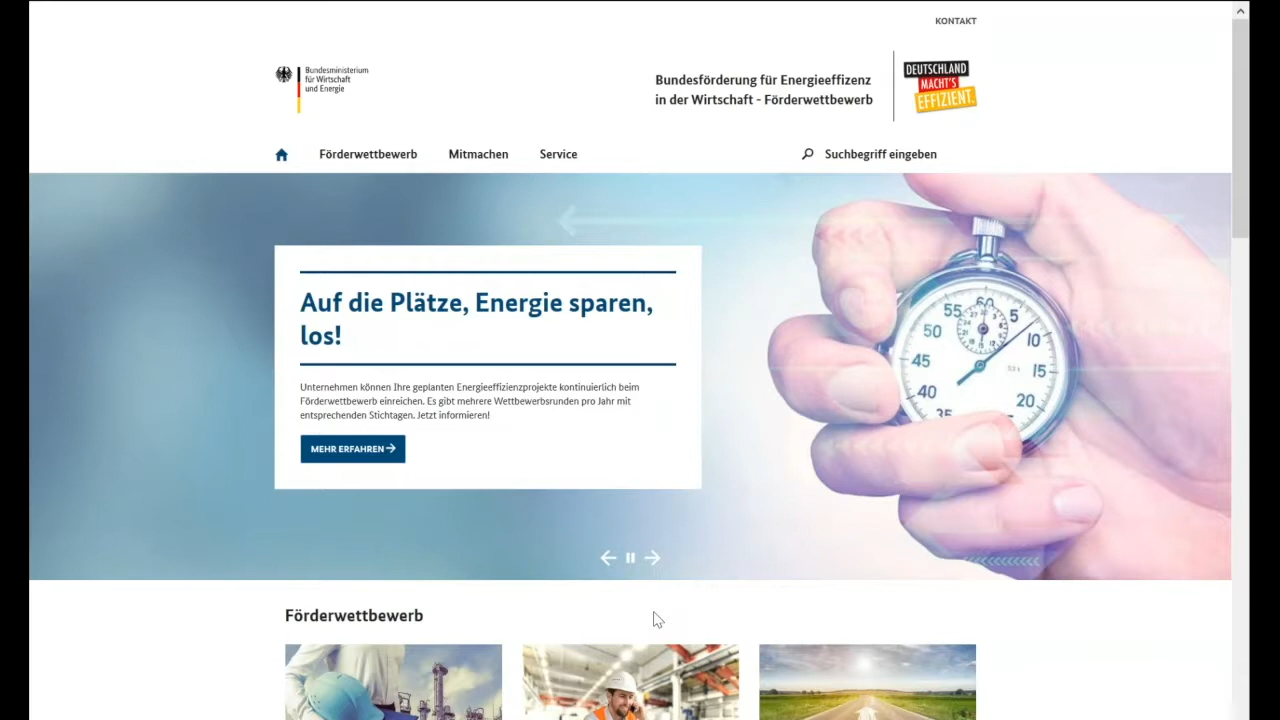 KONTAKT
Bundesministerium
für Wirtschaft
und Energie
Bundesförderung für Energieeffizenz
in der Wirtschaft - Förderwettbewerb
DEUTSCHLAND
MACHT'S
EFFIZIENT.
Förderwettbewerb Mitmachen Service Suchbegriff eingeben
Auf die Plätze, Energie sparen,
los!
Unternehmen können Ihre geplanten Energieeffizienzprojekte kontinuierlich beim
Förderwettbewerb einreichen. Es gibt mehrere Wettbewerbsrunden pro Jahr mit
entsprechenden Stichtagen. Jetzt informieren!
MEHR ERFAHREN
60
55 5
50 10
45 15
40 20
35
Förderwettbewerb